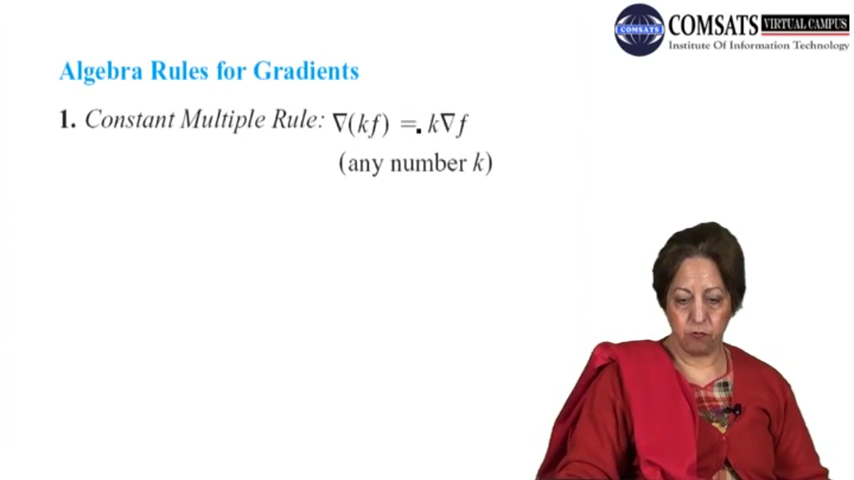 COMSATS VIRTUAL CAMPUS
COMSATS
Institute Of Information Technology
Algebra Rules for Gradients
1. Constant Multiple Rule: ∇(kf) = k∇f
(any number k)